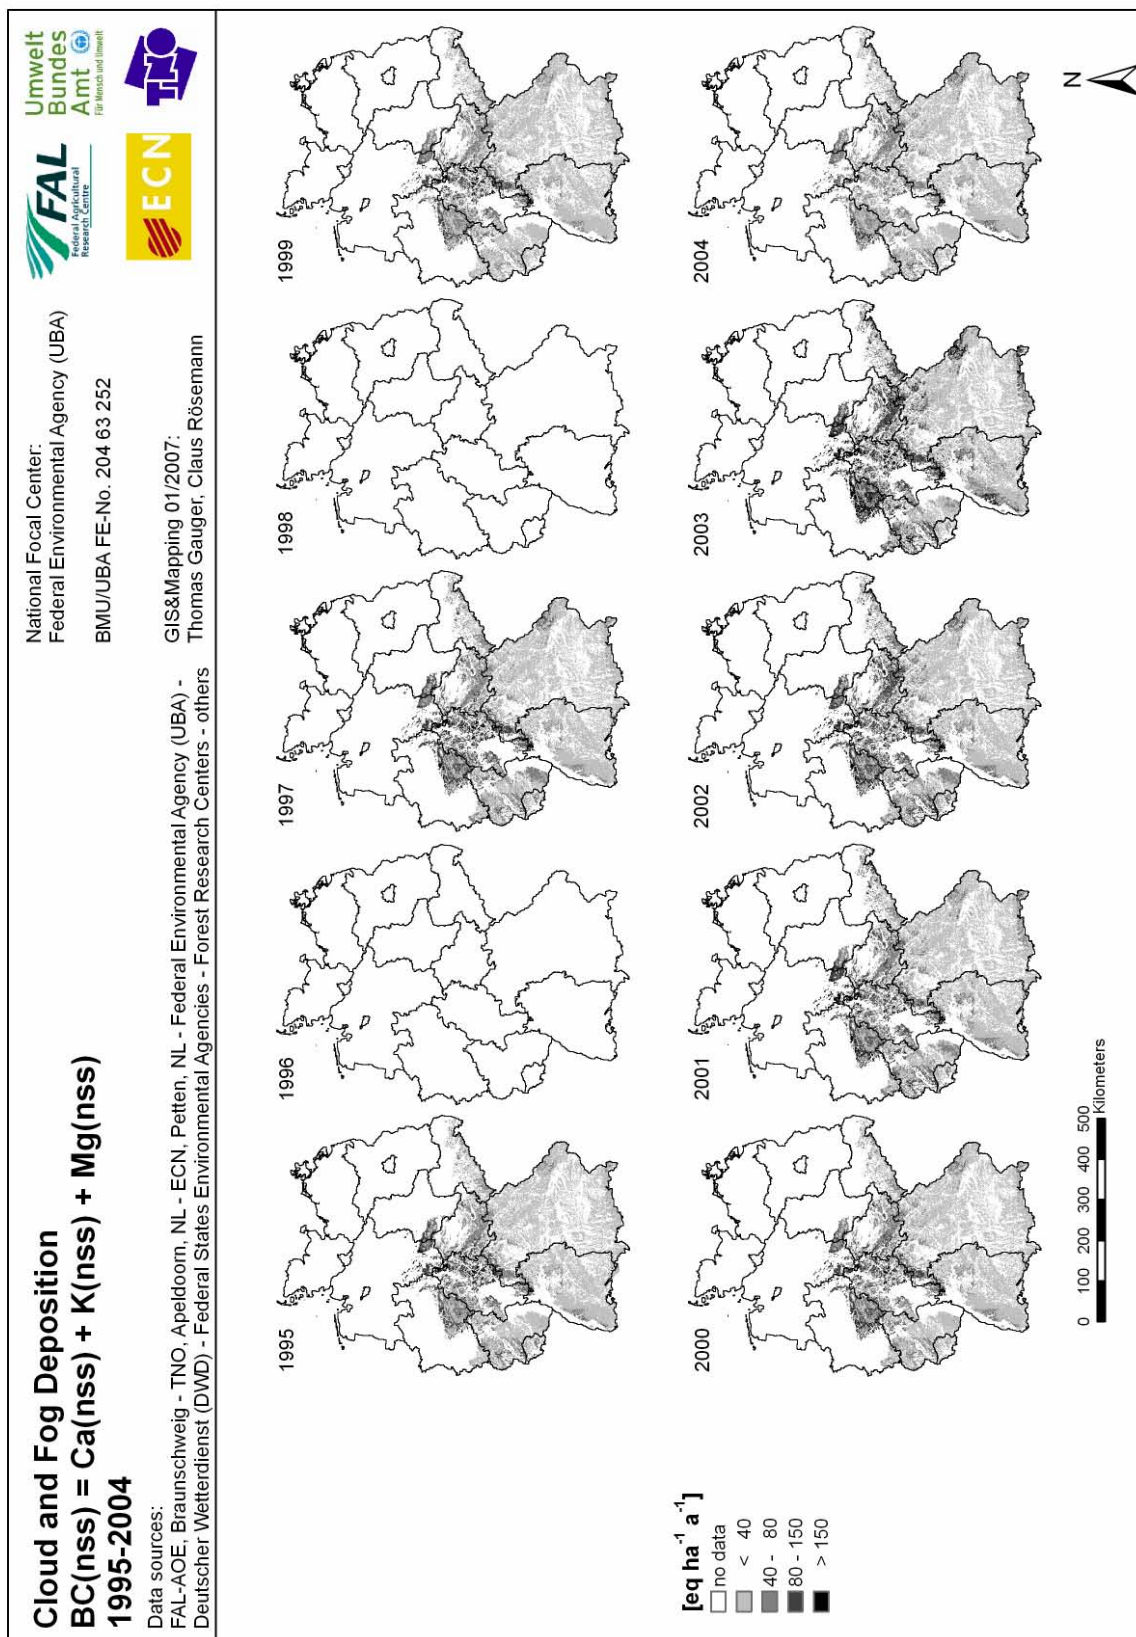 Cloud and Fog Deposition
BC(nss) = Ca(nss) + K(nss) + Mg(nss)
1995-2004
Data sources:
FAL-AOE, Braunschweig - TNO, Apeldoorn, NL - ECN, Petten, NL - Federal Environmental Agency (UBA) -
Deutscher Wetterdienst (DWD) - Federal States Environmental Agencies - Forest Research Centers - others
National Focal Center:
Federal Environmental Agency (UBA)
BMU/UBA FE-No. 204 63 252
GIS&Mapping 01/2007:
Thomas Gauger, Claus Rösemann
FAL
Federal Agricultural
Research Centre
Umwelt
Bundes
Amt
Für Mensch und Umwelt
ECN
TNO
1995
1996
1997
1998
1999
2000
2001
2002
2003
2004
[eq ha⁻¹ a⁻¹]
no data
< 40
40 - 80
80 - 150
> 150
0 100 200 300 400 500
Kilometers
N